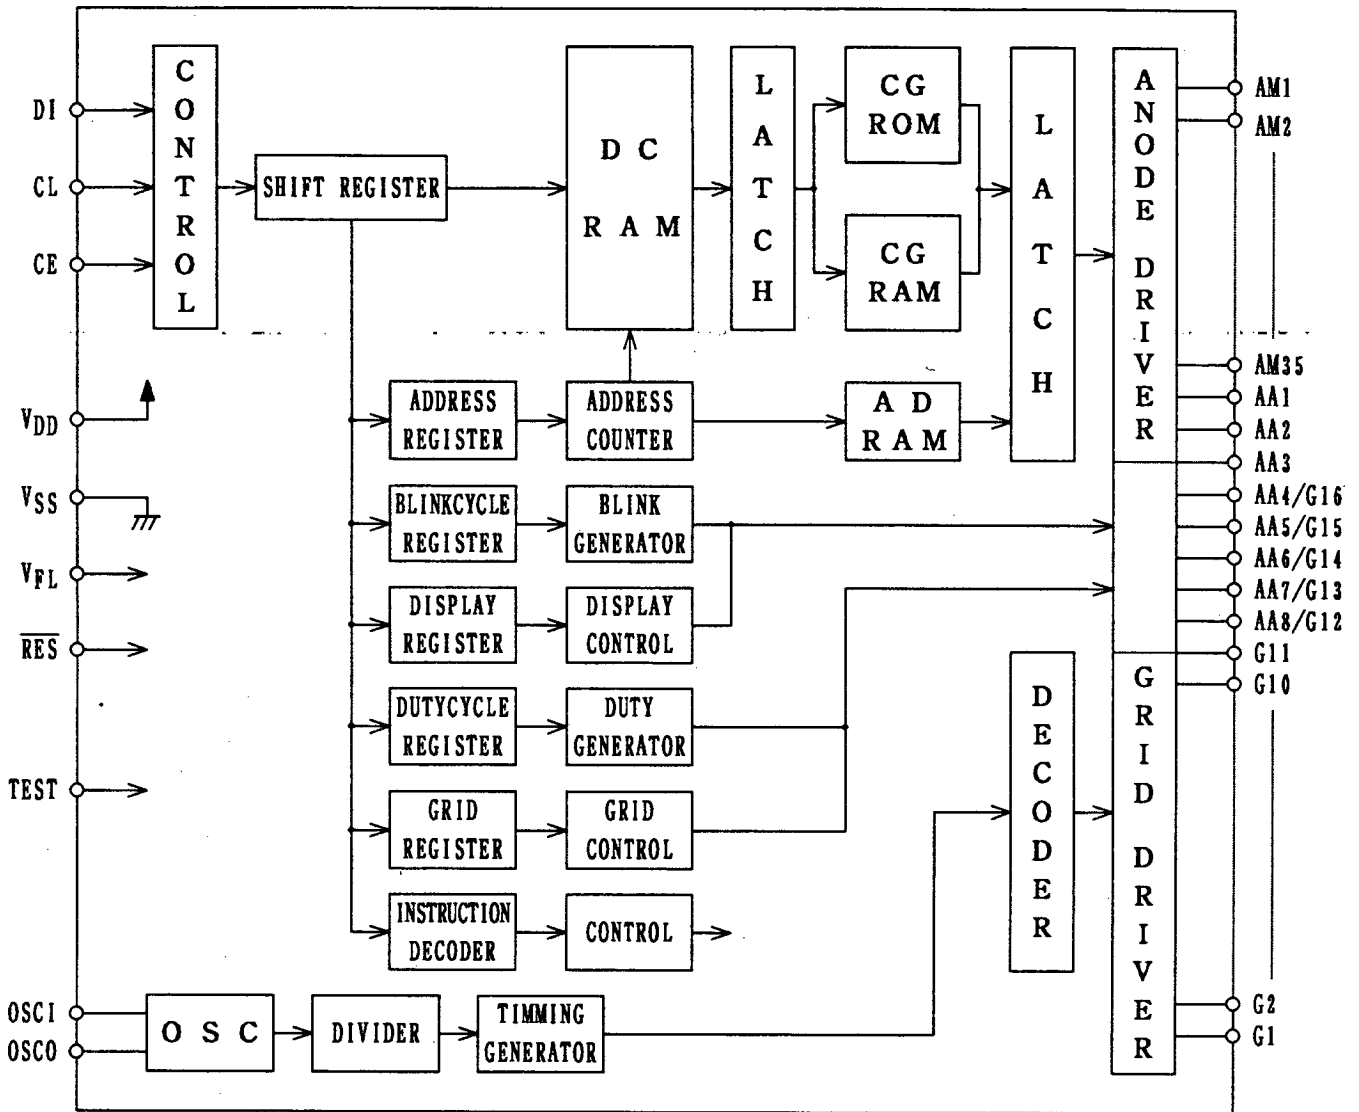 DI
CL
CE
VDD
VSS
VFL
RES
TEST
OSCI
OSCO
CONTROL
SHIFT REGISTER
DC
RAM
LATCH
CG
ROM
CG
RAM
LATCH
ANODE DRIVER
ADDRESS
REGISTER
ADDRESS
COUNTER
AD
RAM
BLINKCYCLE
REGISTER
BLINK
GENERATOR
DISPLAY
REGISTER
DISPLAY
CONTROL
DUTYCYCLE
REGISTER
DUTY
GENERATOR
GRID
REGISTER
GRID
CONTROL
INSTRUCTION
DECODER
CONTROL
OSC
DIVIDER
TIMMING
GENERATOR
DECODER
GRID DRIVER
AM1
AM2
AM35
AA1
AA2
AA3
AA4/G16
AA5/G15
AA6/G14
AA7/G13
AA8/G12
G11
G10
G2
G1